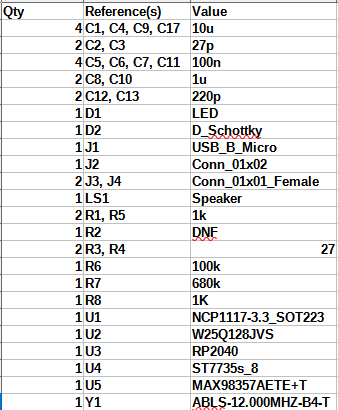 Qty Reference(s) Value
4 C1, C4, C9, C17 10u
2 C2, C3 27p
4 C5, C6, C7, C11 100n
2 C8, C10 1u
2 C12, C13 220p
1 D1 LED
1 D2 D_Schottky
1 J1 USB_B_Micro
1 J2 Conn_01x02
2 J3, J4 Conn_01x01_Female
1 LS1 Speaker
2 R1, R5 1k
1 R2 DNF
2 R3, R4 27
1 R6 100k
1 R7 680k
1 R8 1K
1 U1 NCP1117-3.3_SOT223
1 U2 W25Q128JVS
1 U3 RP2040
1 U4 ST7735s_8
1 U5 MAX98357AETE+T
1 Y1 ABLS-12.000MHZ-B4-T